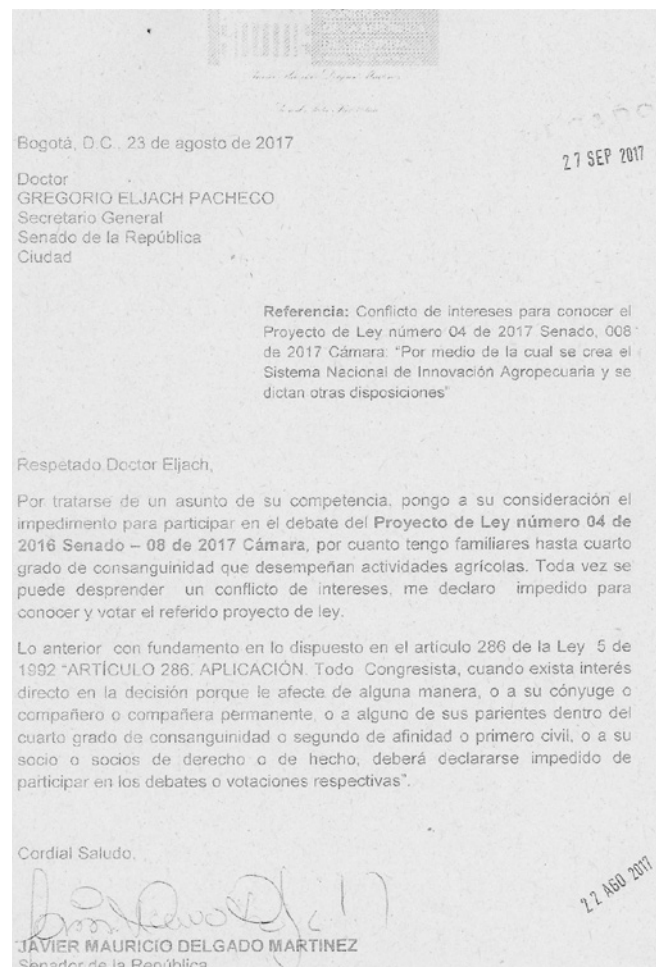 Bogotá, D.C., 23 de agosto de 2017
27 SEP 2017
Doctor
GREGORIO ELJACH PACHECO
Secretario General
Senado de la República
Ciudad
Referencia: Conflicto de intereses para conocer el
Proyecto de Ley número 04 de 2017 Senado, 008
de 2017 Cámara: “Por medio de la cual se crea el
Sistema Nacional de Innovación Agropecuaria y se
dictan otras disposiciones”
Respetado Doctor Eljach,
Por tratarse de un asunto de su competencia, pongo a su consideración el
impedimento para participar en el debate del Proyecto de Ley número 04 de
2016 Senado – 08 de 2017 Cámara, por cuanto tengo familiares hasta cuarto
grado de consanguinidad que desempeñan actividades agrícolas. Toda vez se
puede desprender un conflicto de intereses, me declaro impedido para
conocer y votar el referido proyecto de ley.
Lo anterior con fundamento en lo dispuesto en el artículo 286 de la Ley 5 de
1992 “ARTÍCULO 286. APLICACIÓN. Todo Congresista, cuando exista interés
directo en la decisión porque le afecte de alguna manera, o a su cónyuge o
compañero o compañera permanente, o a alguno de sus parientes dentro del
cuarto grado de consanguinidad o segundo de afinidad o primero civil, o a su
socio o socios de derecho o de hecho, deberá declararse impedido de
participar en los debates o votaciones respectivas”.
Cordial Saludo,
22 AGO 2017
JAVIER MAURICIO DELGADO MARTINEZ
Senador de la República